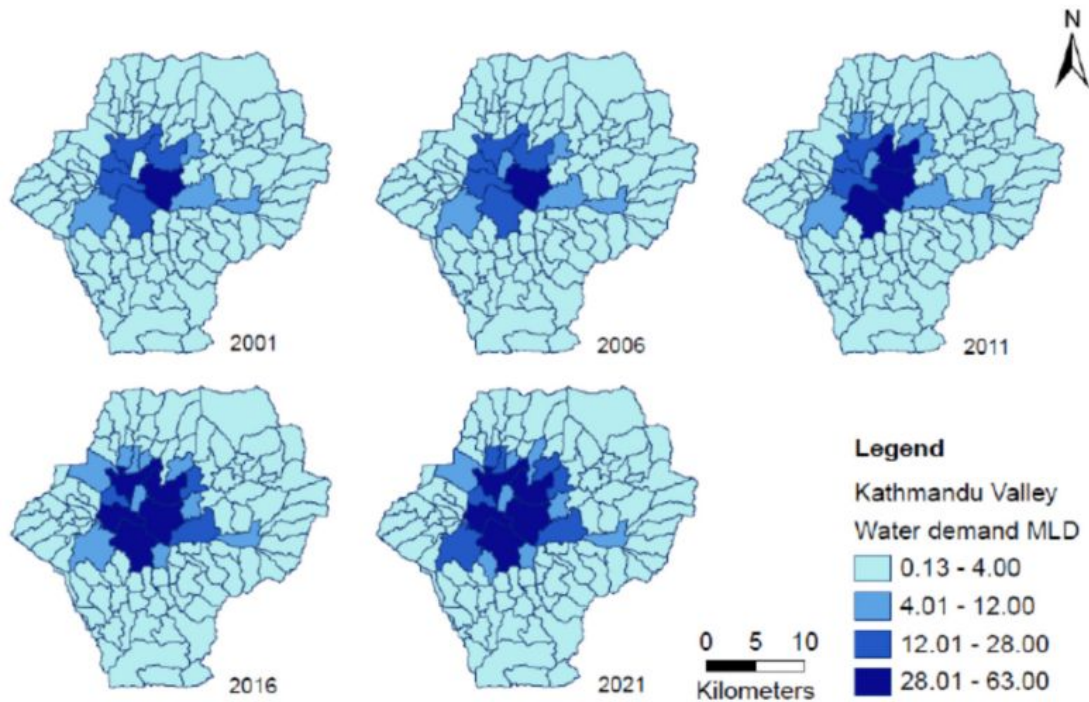 N
2001
2006
2011
2016
2021
0 5 10
Kilometers
Legend
Kathmandu Valley
Water demand MLD
0.13 - 4.00
4.01 - 12.00
12.01 - 28.00
28.01 - 63.00